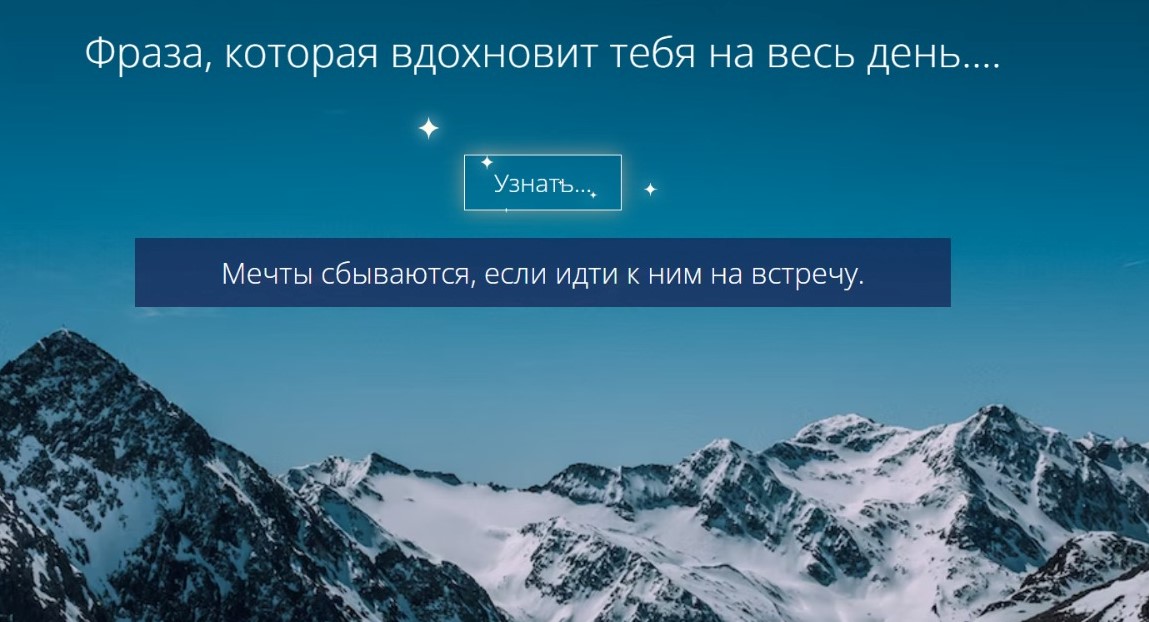 Фраза, которая вдохновит тебя на весь день....
Узнать...
Мечты сбываются, если идти к ним на встречу.